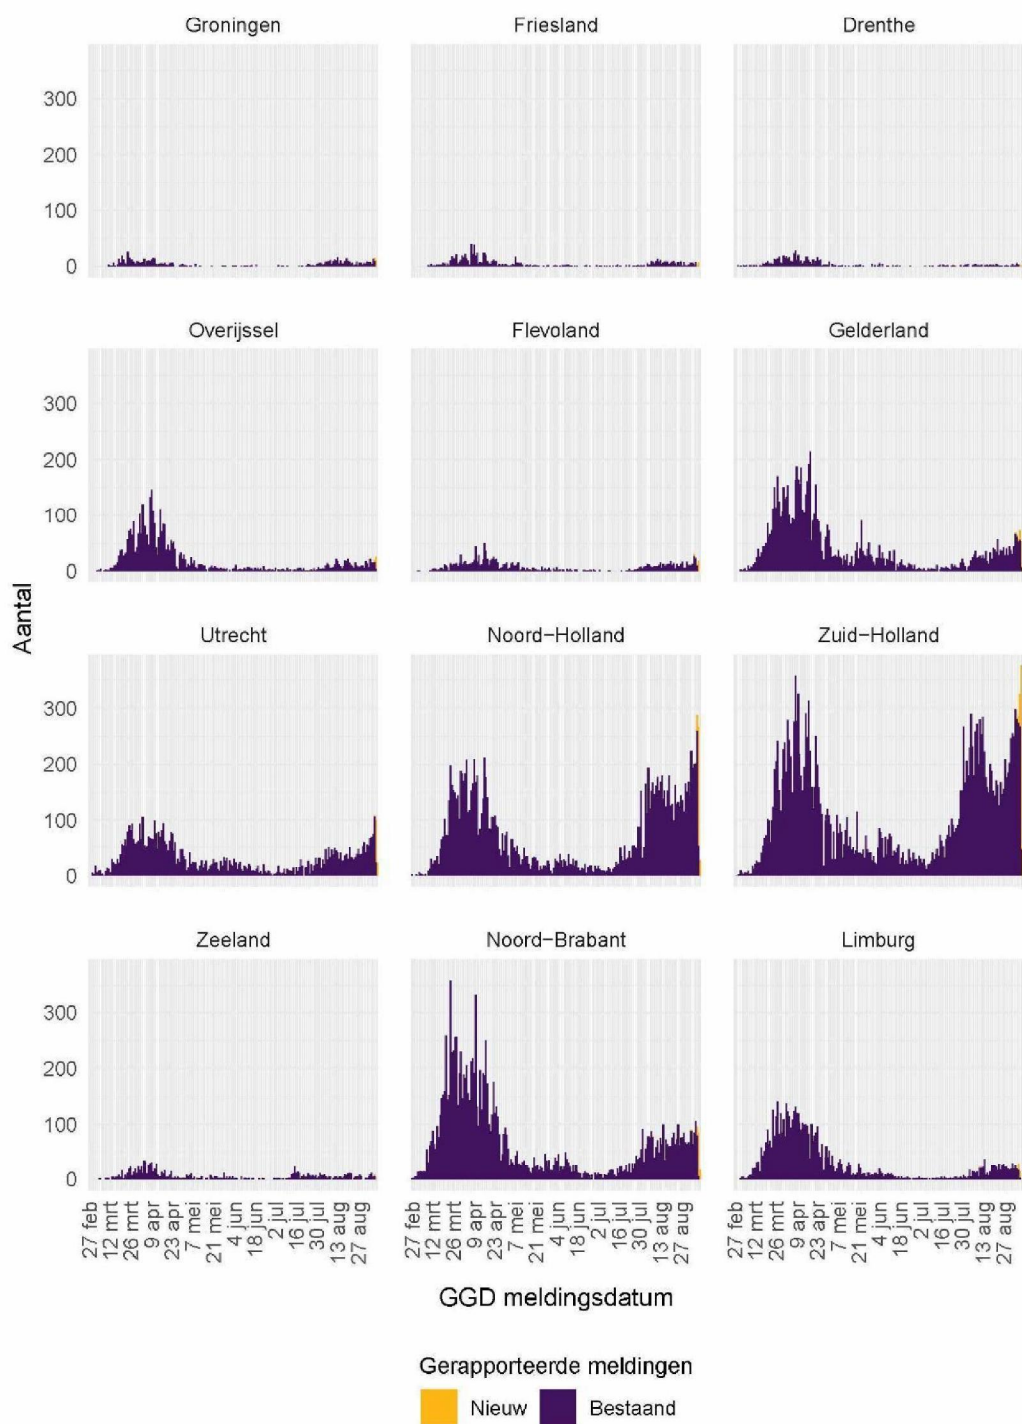 Groningen
Friesland
Drenthe
300
200
100
0
Overijssel
Flevoland
Gelderland
300
200
100
0
Aantal
Utrecht
Noord−Holland
Zuid−Holland
300
200
100
0
Zeeland
Noord−Brabant
Limburg
300
200
100
0
27 feb
12 mrt
26 mrt
9 apr
23 apr
7 mei
21 mei
4 jun
18 jun
2 jul
16 jul
30 jul
13 aug
27 aug
27 feb
12 mrt
26 mrt
9 apr
23 apr
7 mei
21 mei
4 jun
18 jun
2 jul
16 jul
30 jul
13 aug
27 aug
27 feb
12 mrt
26 mrt
9 apr
23 apr
7 mei
21 mei
4 jun
18 jun
2 jul
16 jul
30 jul
13 aug
27 aug
GGD meldingsdatum
Gerapporteerde meldingen
Nieuw
Bestaand